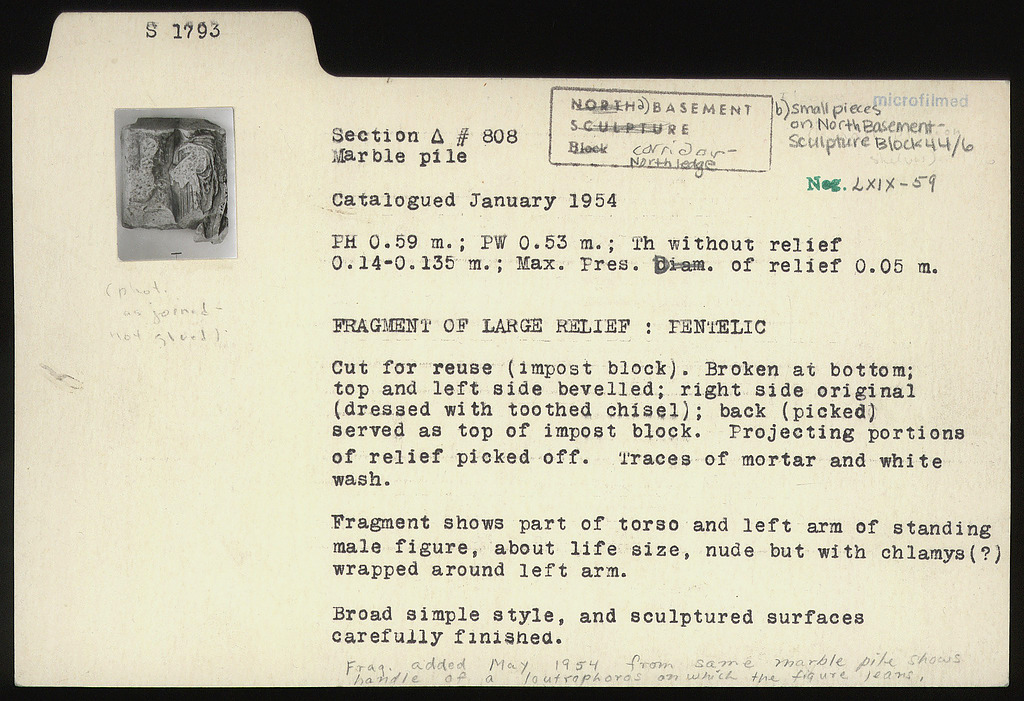 S 1793
microfilmed
NORTH a) BASEMENT
SCULPTURE
Block corridor-
North ledge
b) small pieces
on North Basement-
Sculpture Block 44/6
Neg. LXIX-59
Section Δ # 808
Marble pile
Catalogued January 1954
PH 0.59 m.; PW 0.53 m.; Th without relief
0.14-0.135 m.; Max. Pres. Diam. of relief 0.05 m.
(phot.
as joined-
not glued)
FRAGMENT OF LARGE RELIEF : PENTELIC
Cut for reuse (impost block). Broken at bottom;
top and left side bevelled; right side original
(dressed with toothed chisel); back (picked)
served as top of impost block. Projecting portions
of relief picked off. Traces of mortar and white
wash.
Fragment shows part of torso and left arm of standing
male figure, about life size, nude but with chlamys(?)
wrapped around left arm.
Broad simple style, and sculptured surfaces
carefully finished.
Frag. added May 1954 from same marble pile shows
handle of a loutrophoros on which the figure leans.